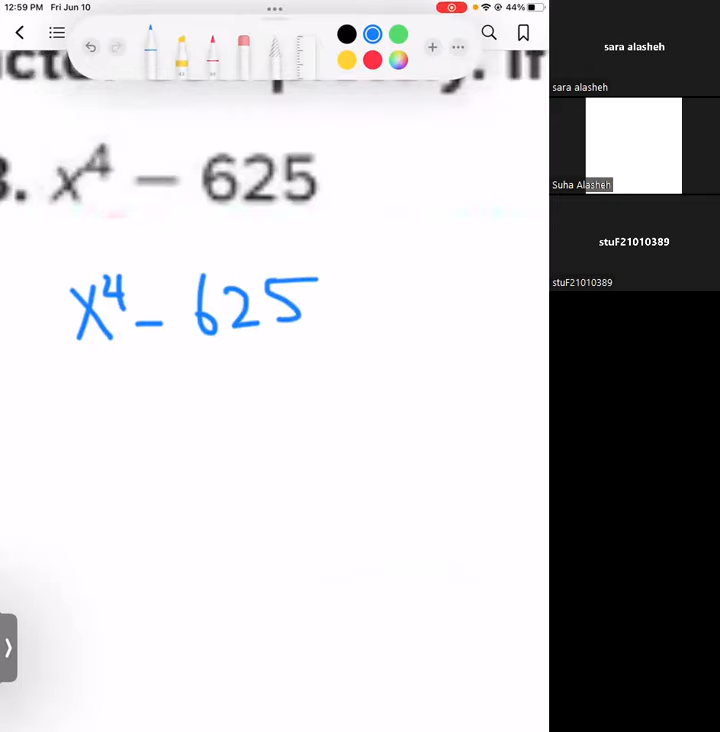 12:59 PM Fri Jun 10
44%
x⁴ – 625
x⁴ – 625
sara alasheh
sara alasheh
Suha Alasheh
stuF21010389
stuF21010389